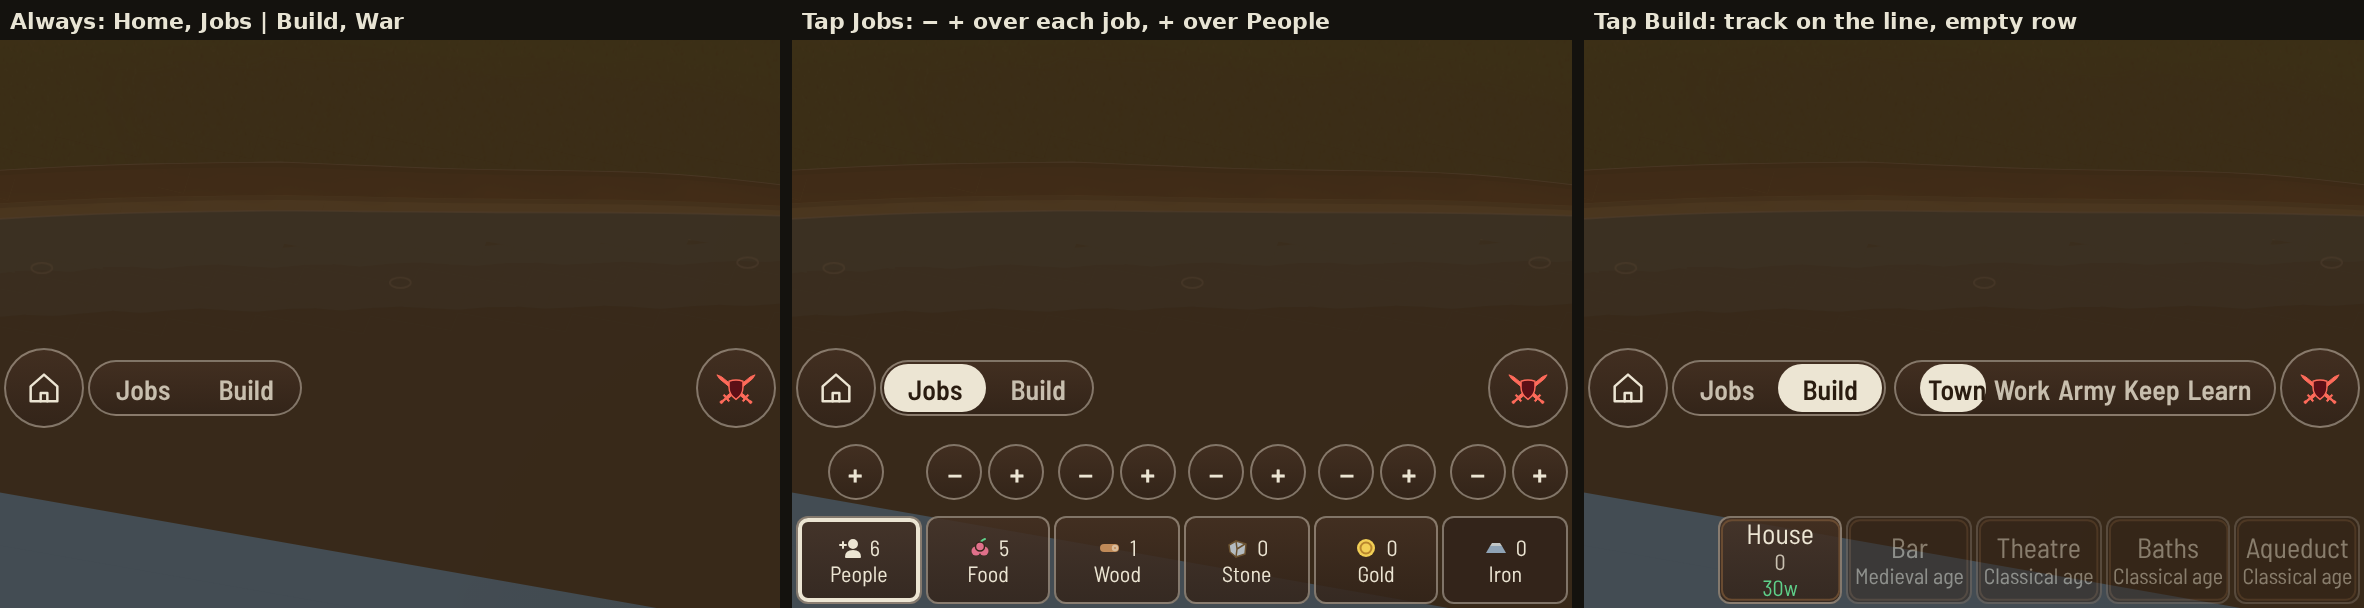 Always: Home, Jobs | Build, War
Jobs Build
Tap Jobs: − + over each job, + over People
Jobs Build
+ − + − + − + − + − +
6 5 1 0 0 0
People Food Wood Stone Gold Iron
Tap Build: track on the line, empty row
Jobs Build Town Work Army Keep Learn
House Bar Theatre Baths Aqueduct
0 Medieval age Classical age Classical age Classical age
30w